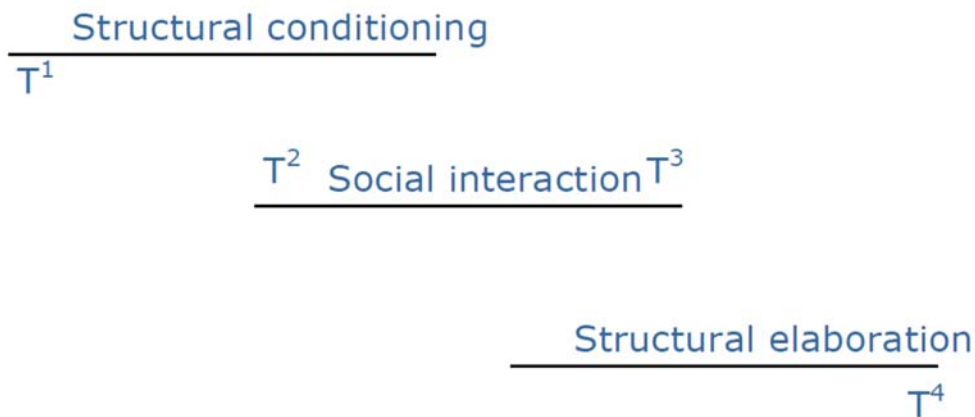 Structural conditioning
T¹
T² Social interaction T³
Structural elaboration
T⁴